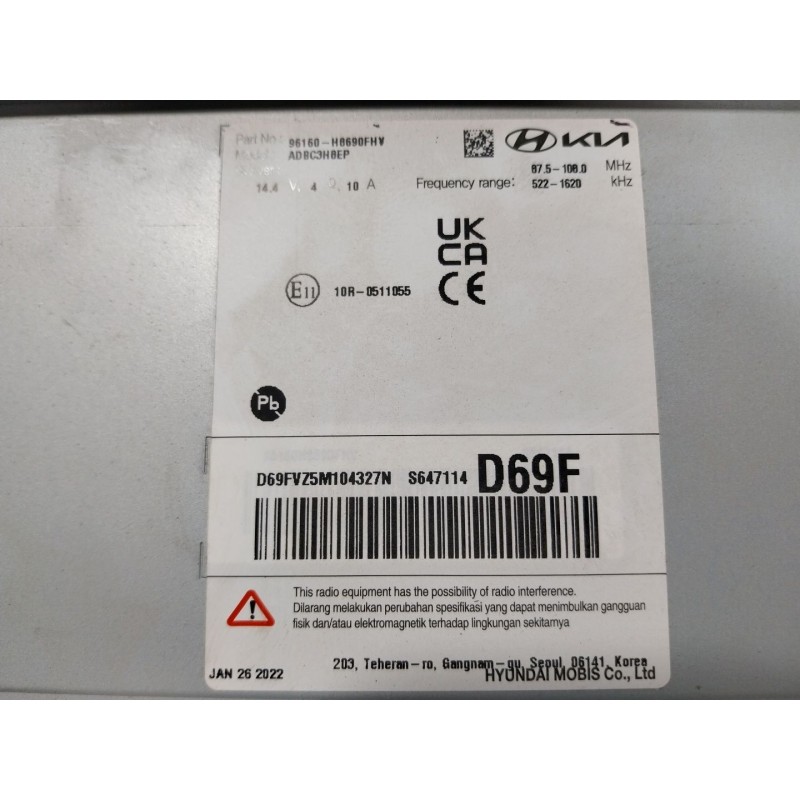 Part No.: 96160-H8690FHV
Model: ADBC3H8EP
KIA
14.4 V, 4 Ω, 10 A
Frequency range: 87.5-108.0 MHz
522-1620 kHz
UK
CA
CE
E11 10R-0511055
Pb
D69FVZ5M104327N S647114 D69F
This radio equipment has the possibility of radio interference.
Dilarang melakukan perubahan spesifikasi yang dapat menimbulkan gangguan
fisik dan/atau elektromagnetik terhadap lingkungan sekitarnya
203, Teheran-ro, Gangnam-gu, Seoul, 06141, Korea
JAN 26 2022
HYUNDAI MOBIS Co., Ltd